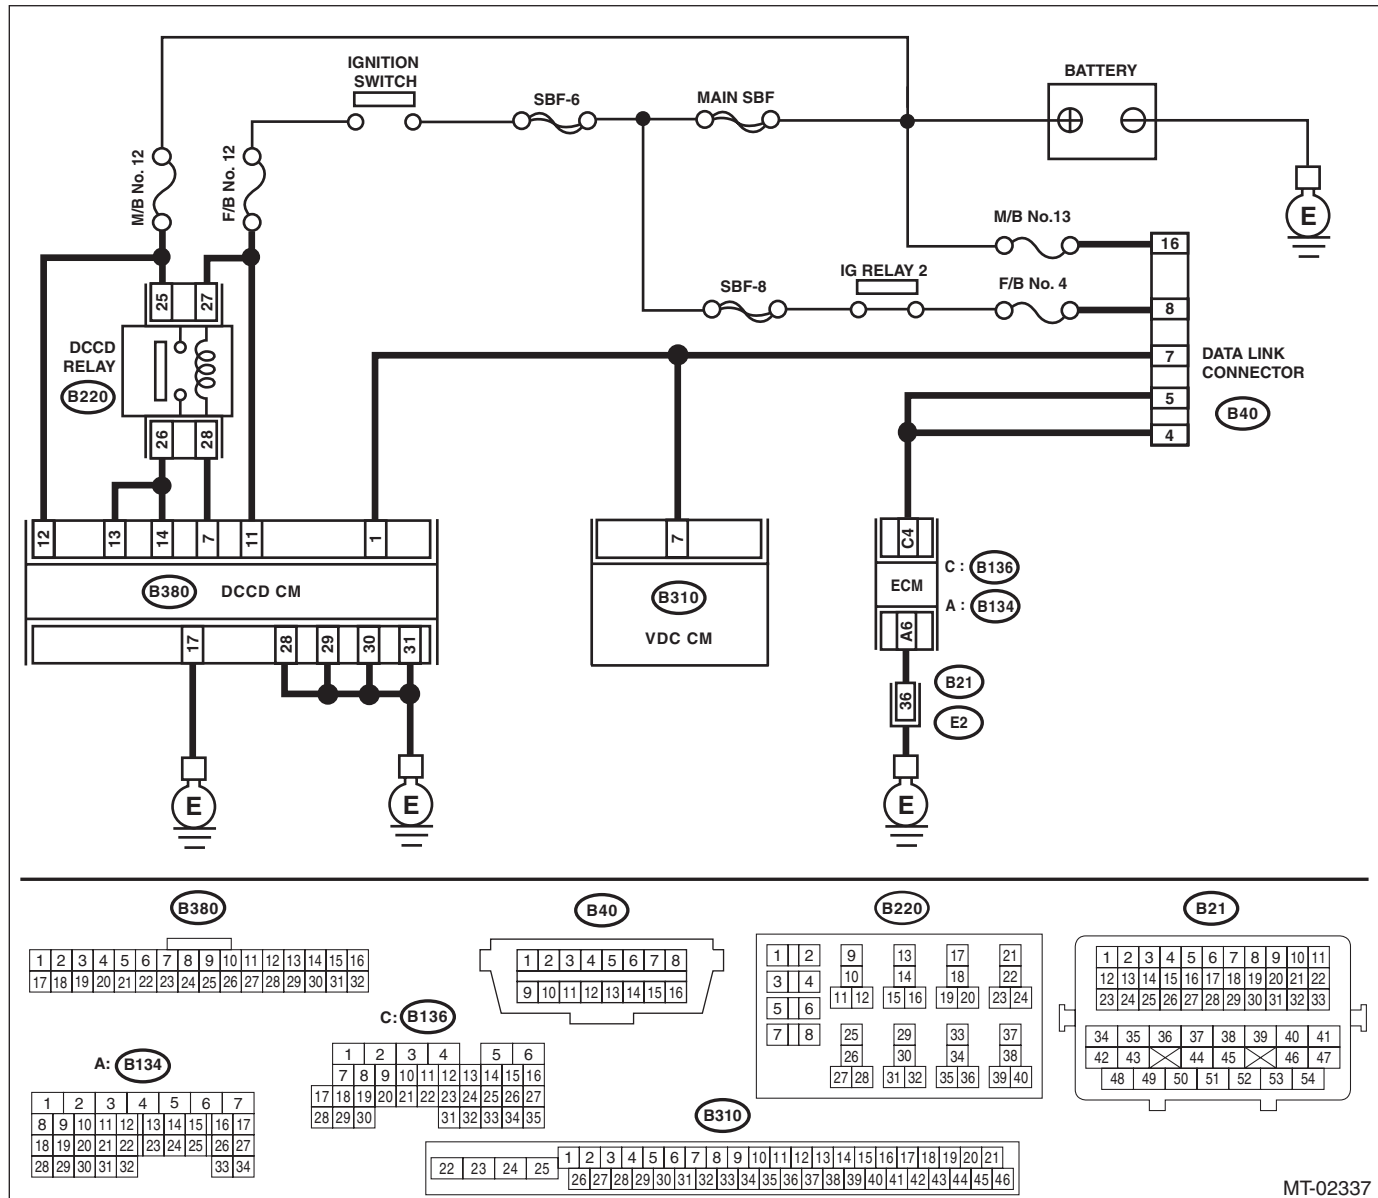 IGNITION
SWITCH
SBF-6
MAIN SBF
BATTERY
M/B No. 12
F/B No. 12
M/B No.13
16
SBF-8
IG RELAY 2
F/B No. 4
8
E
25
27
DCCD
RELAY
B220
7
DATA LINK
CONNECTOR
5
B40
4
26
28
12
13
14
7
11
1
7
C4
B380
DCCD CM
B310
VDC CM
ECM
C :
B136
A :
B134
17
28
29
30
31
A6
36
B21
E2
E
E
E
B380
1 2 3 4 5 6 7 8 9 10 11 12 13 14 15 16
17 18 19 20 21 22 23 24 25 26 27 28 29 30 31 32
B40
1 2 3 4 5 6 7 8
9 10 11 12 13 14 15 16
B220
1 2
3 4
5 6
7 8
9
10
11 12
13
14
15 16
17
18
19 20
21
22
23 24
25
26
27 28
29
30
31 32
33
34
35 36
37
38
39 40
B21
1 2 3 4 5 6 7 8 9 10 11
12 13 14 15 16 17 18 19 20 21 22
23 24 25 26 27 28 29 30 31 32 33
34 35 36 37 38 39 40 41
42 43 44 45 46 47
48 49 50 51 52 53 54
A: B134
1 2 3 4 5 6 7
8 9 10 11 12 13 14 15 16 17
18 19 20 21 22 23 24 25 26 27
28 29 30 31 32 33 34
C: B136
1 2 3 4 5 6
7 8 9 10 11 12 13 14 15 16
17 18 19 20 21 22 23 24 25 26 27
28 29 30 31 32 33 34 35
B310
22 23 24 25
1 2 3 4 5 6 7 8 9 10 11 12 13 14 15 16 17 18 19 20 21
26 27 28 29 30 31 32 33 34 35 36 37 38 39 40 41 42 43 44 45 46
MT-02337